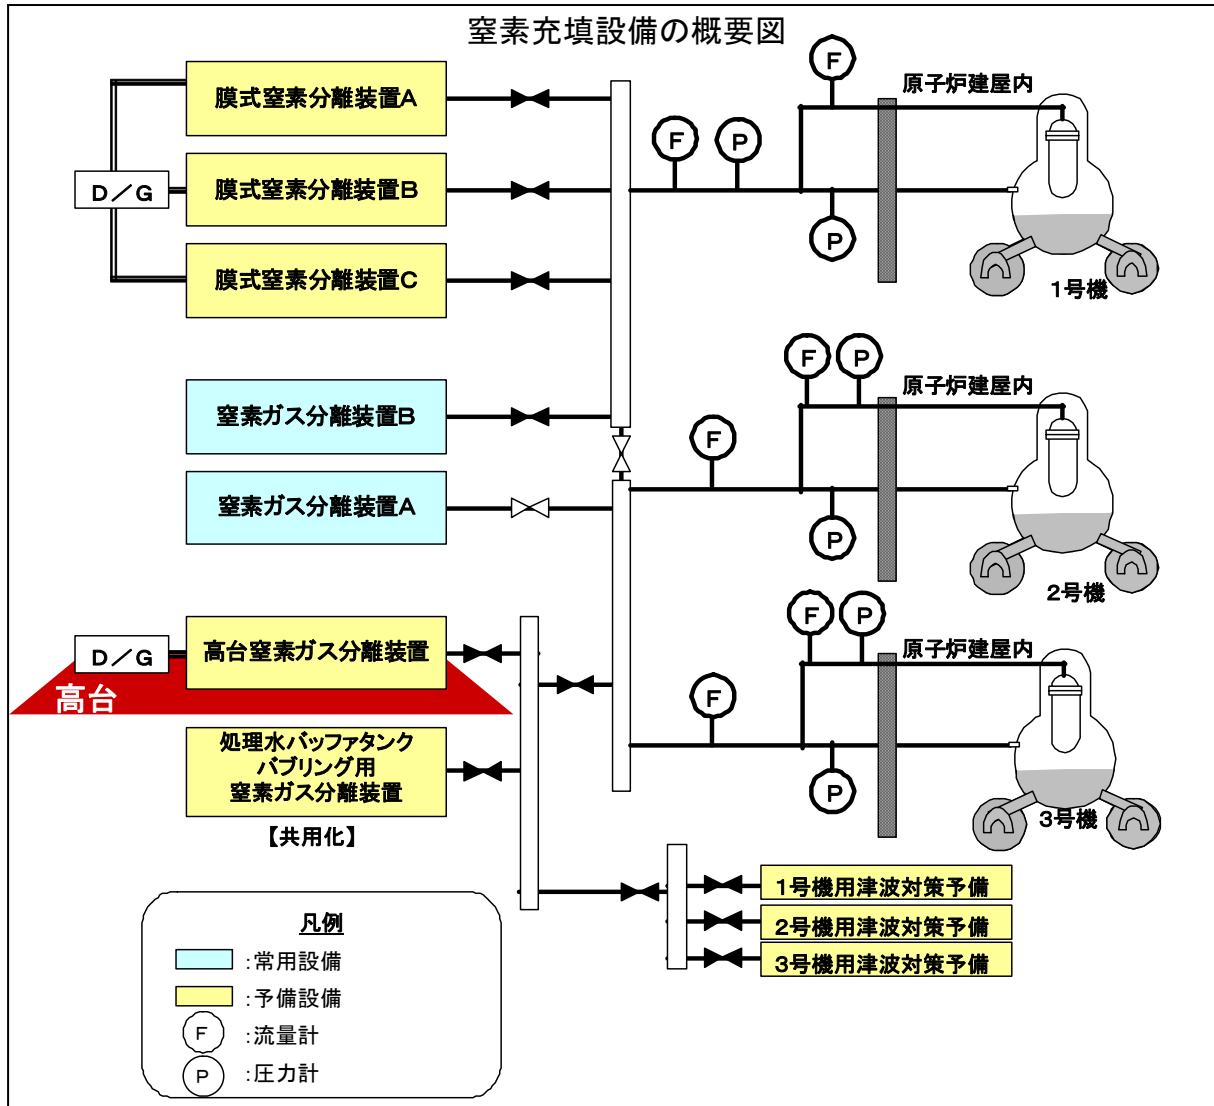 窒素充填設備の概要図
膜式窒素分離装置A
膜式窒素分離装置B
膜式窒素分離装置C
D/G
窒素ガス分離装置B
窒素ガス分離装置A
D/G
高台窒素ガス分離装置
高台
処理水バッファタンク
バブリング用
窒素ガス分離装置
【共用化】
F
原子炉建屋内
F
P
P
1号機
F
P
原子炉建屋内
F
P
2号機
F
P
原子炉建屋内
F
P
3号機
1号機用津波対策予備
2号機用津波対策予備
3号機用津波対策予備
凡例
:常用設備
:予備設備
F :流量計
P :圧力計